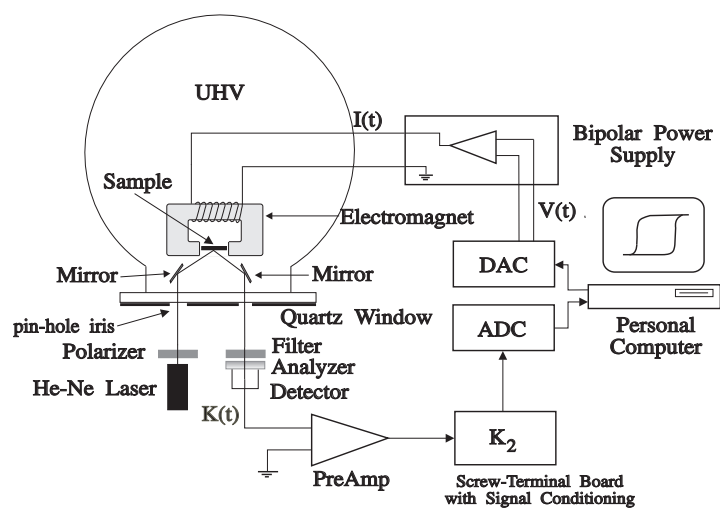 UHV
I(t)
Bipolar Power
Supply
Sample
Electromagnet
V(t)
DAC
Mirror
Mirror
pin-hole iris
Quartz Window
ADC
Personal
Computer
Polarizer
Filter
Analyzer
He-Ne Laser
Detector
K(t)
K2
PreAmp
Screw-Terminal Board
with Signal Conditioning